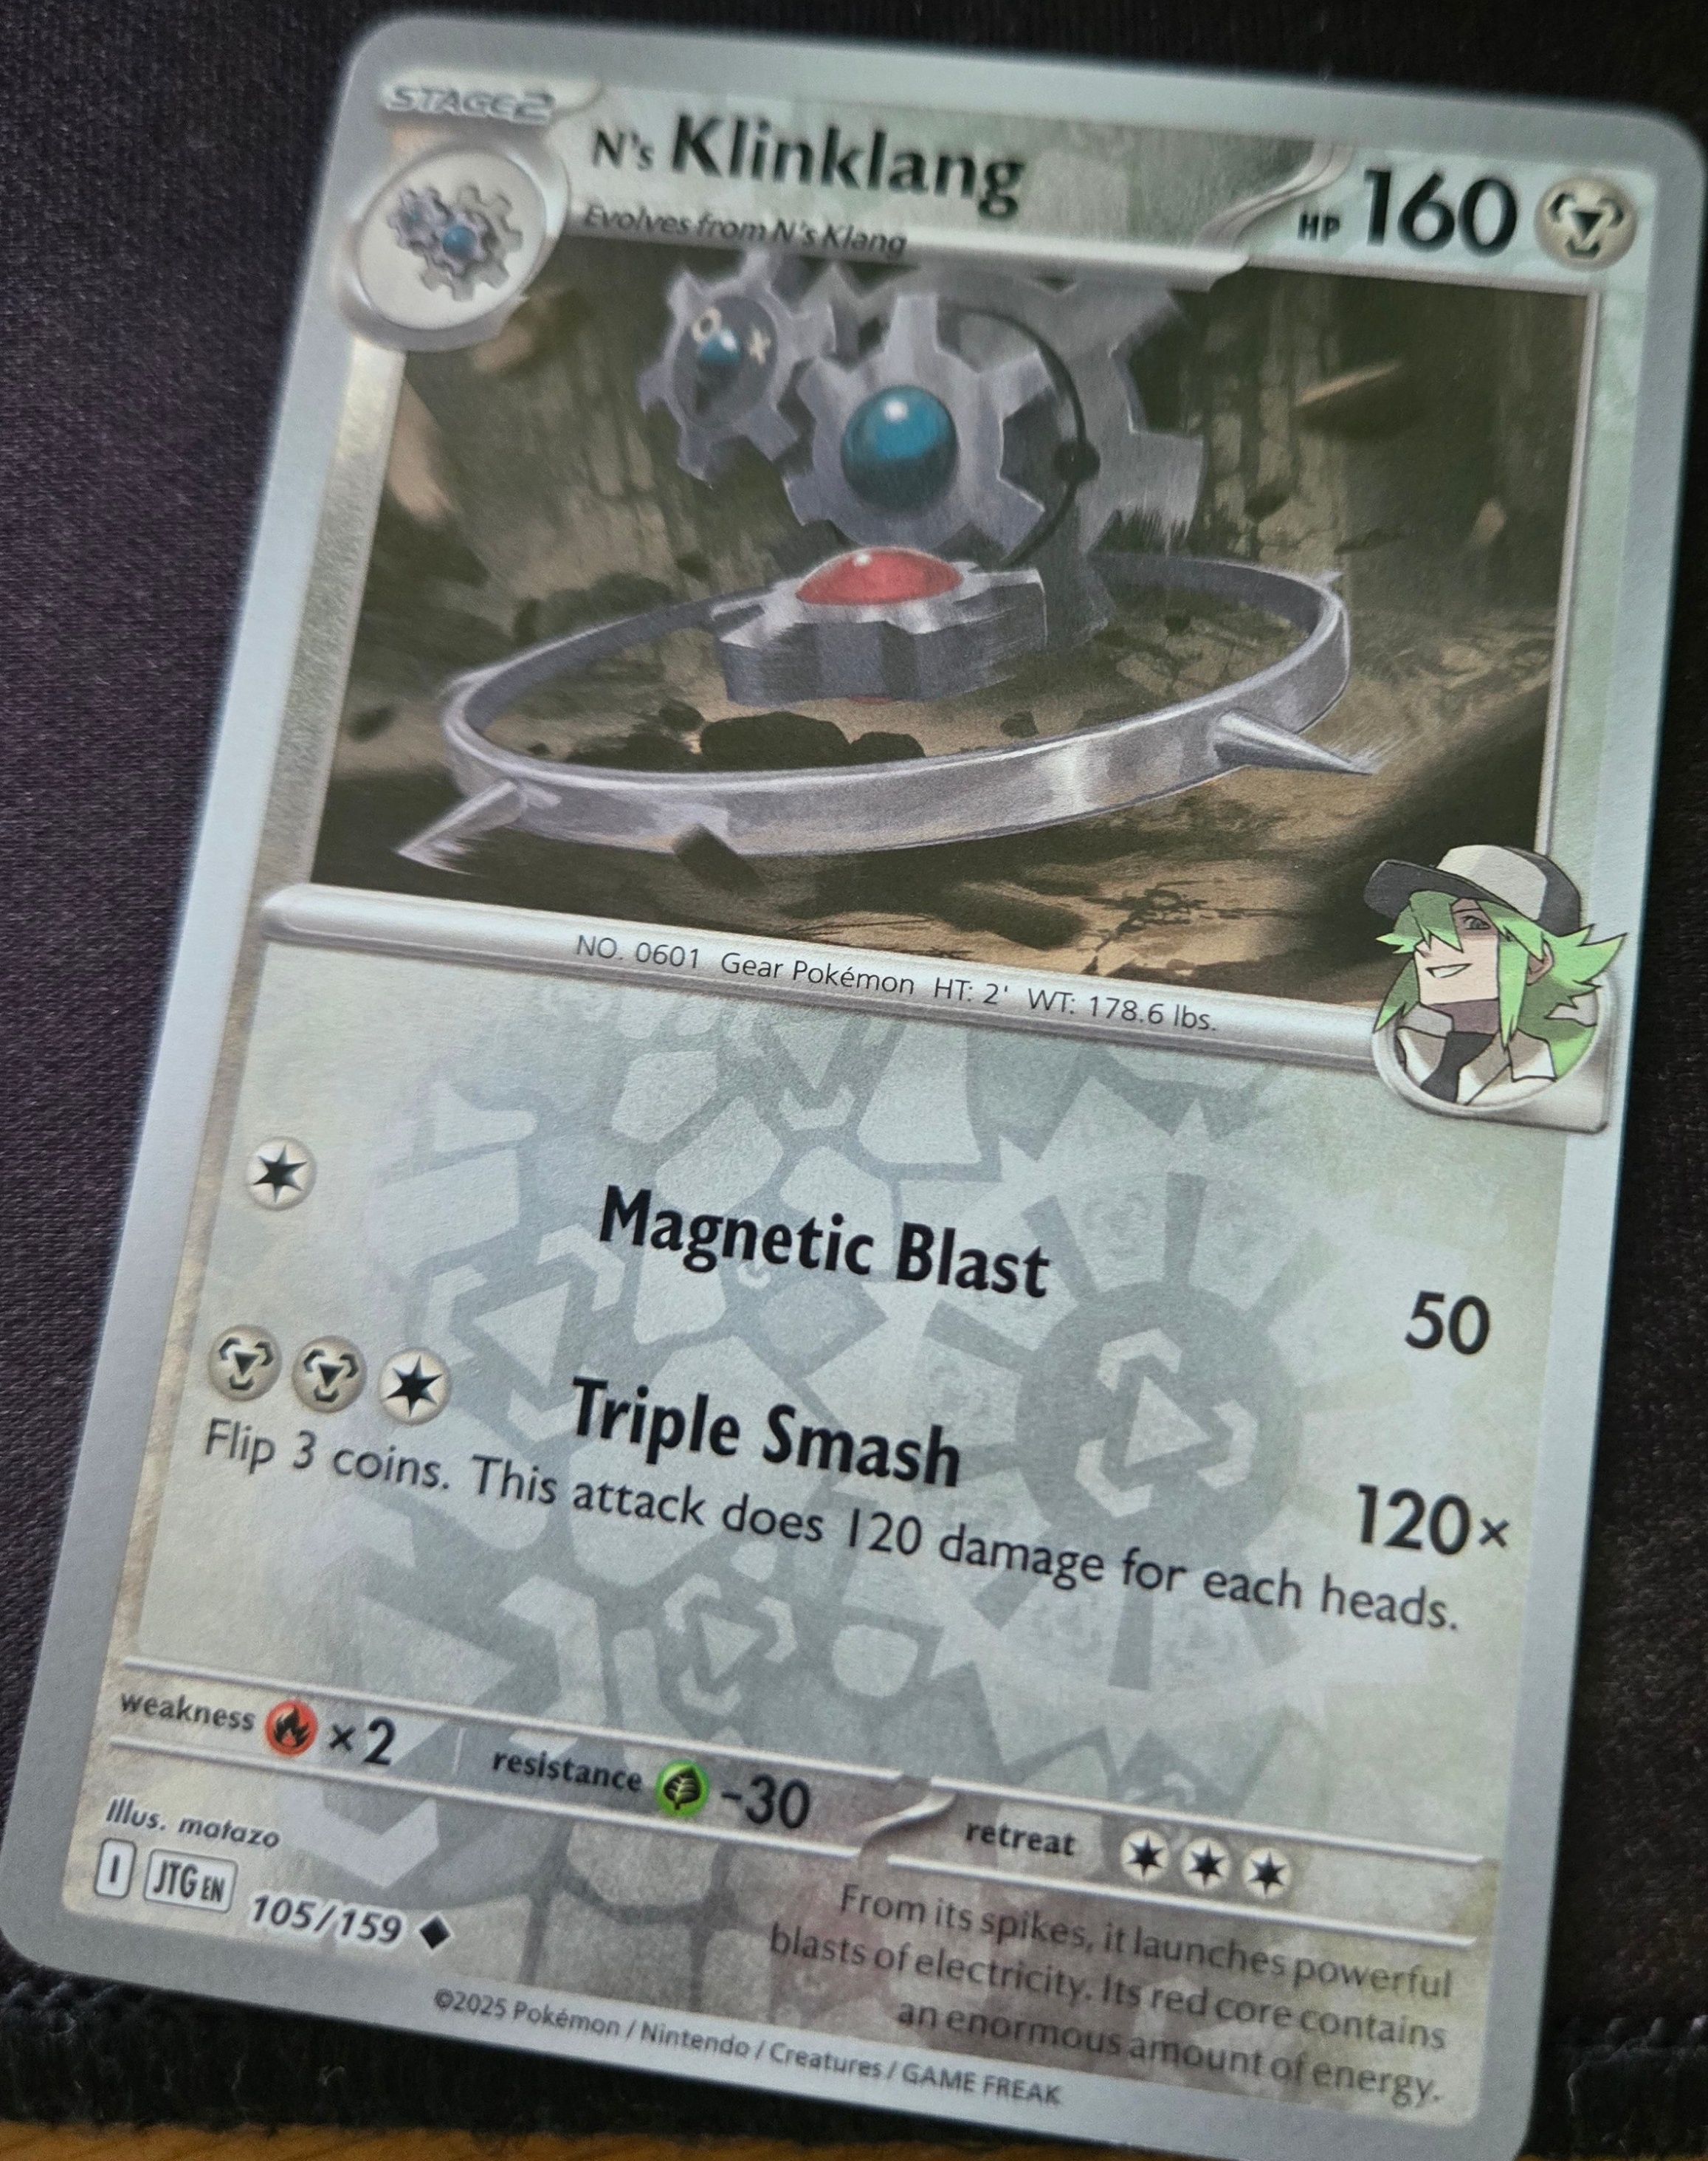 STAGE2
N's Klinklang
HP 160
Evolves from N's Klang
NO. 0601 Gear Pokémon HT: 2' WT: 178.6 lbs.
Magnetic Blast 50
Triple Smash 120×
Flip 3 coins. This attack does 120 damage for each heads.
weakness ×2 resistance -30 retreat
Illus. matazo
I JTG EN 105/159
From its spikes, it launches powerful
blasts of electricity. Its red core contains
an enormous amount of energy.
©2025 Pokémon / Nintendo / Creatures / GAME FREAK